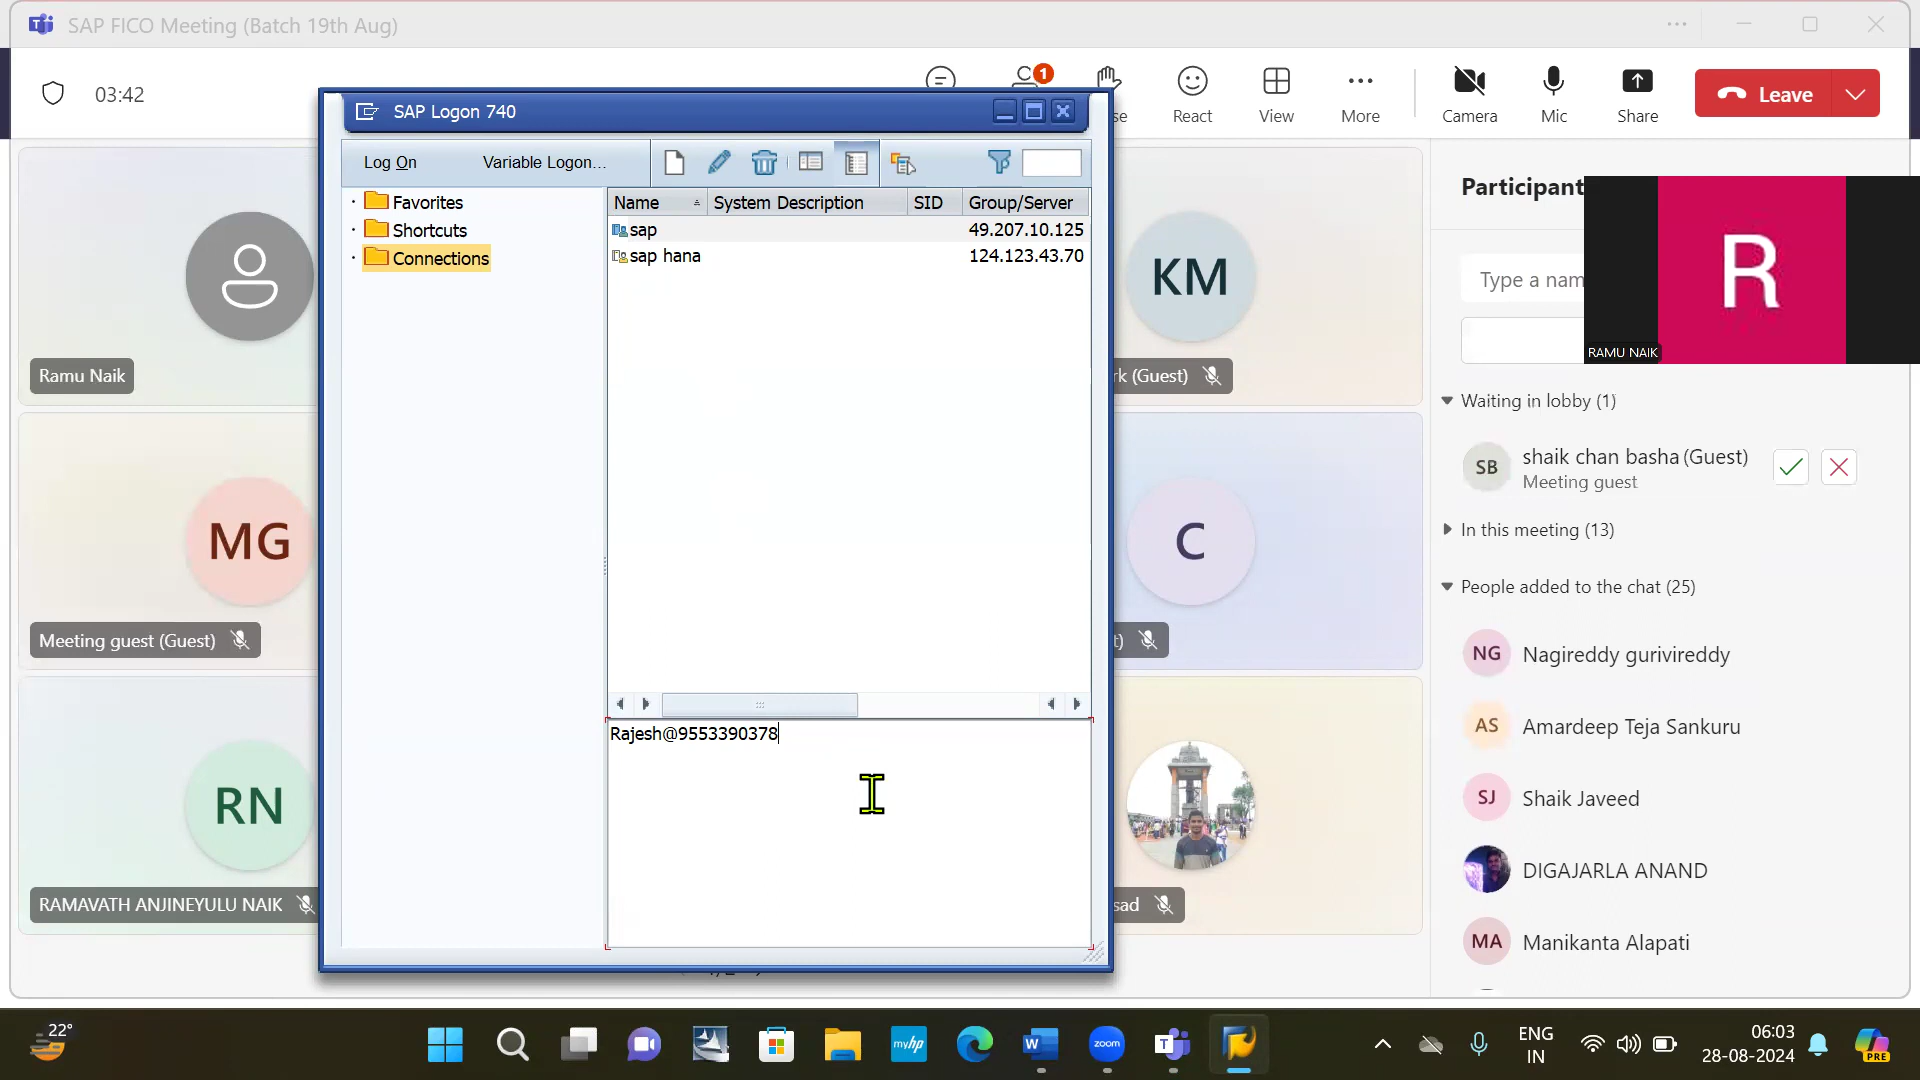 SAP FICO Meeting (Batch 19th Aug)
03:42
1
React
View
More
Camera
Mic
Share
Leave
SAP Logon 740
Log On
Variable Logon...
Favorites
Shortcuts
Connections
Name
System Description
SID
Group/Server
sap
49.207.10.125
sap hana
124.123.43.70
Rajesh@9553390378
Ramu Naik
MG
Meeting guest (Guest)
RN
RAMAVATH ANJINEYULU NAIK
KM
rk (Guest)
C
t)
sad
Participant
Type a nam
R
RAMU NAIK
Waiting in lobby (1)
SB
shaik chan basha (Guest)
Meeting guest
In this meeting (13)
People added to the chat (25)
NG
Nagireddy gurivireddy
AS
Amardeep Teja Sankuru
SJ
Shaik Javeed
DIGAJARLA ANAND
MA
Manikanta Alapati
22°
myhp
W
zoom
T
ENG
IN
06:03
28-08-2024
PRE